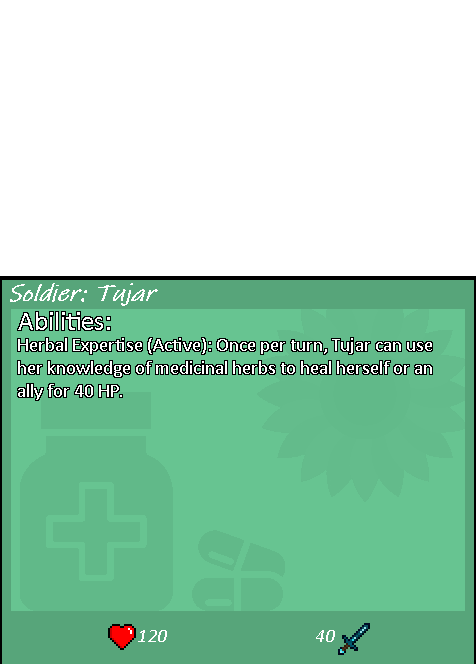 Soldier: Tujar
Abilities:
Herbal Expertise (Active): Once per turn, Tujar can use
her knowledge of medicinal herbs to heal herself or an
ally for 40 HP.
120
40